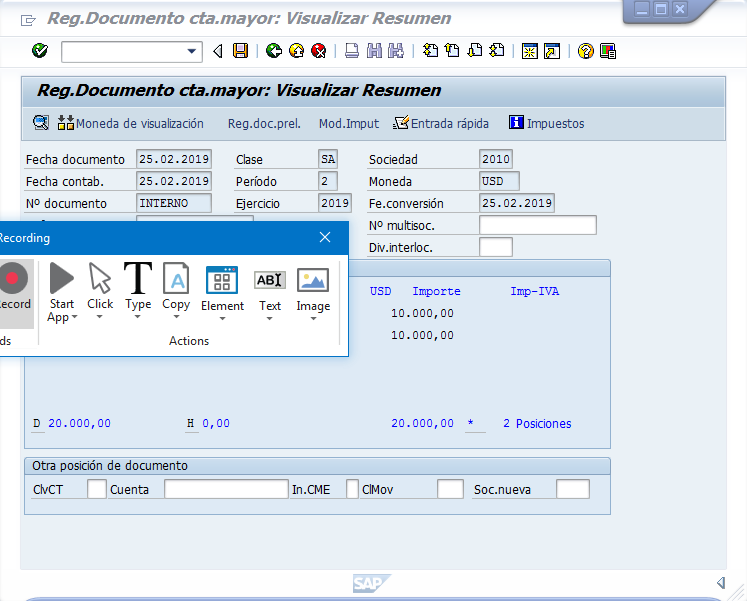 Reg.Documento cta.mayor: Visualizar Resumen
Reg.Documento cta.mayor: Visualizar Resumen
Moneda de visualización Reg.doc.prel. Mod.Imput Entrada rápida Impuestos
Fecha documento 25.02.2019 Clase SA Sociedad 2010
Fecha contab. 25.02.2019 Período 2 Moneda USD
Nº documento INTERNO Ejercicio 2019 Fe.conversión 25.02.2019
Nº multisoc.
Div.interloc.
Recording
Record
Start App Click Type Copy Element Text Image
Actions
USD Importe Imp-IVA
10.000,00
10.000,00
D 20.000,00 H 0,00 20.000,00 * 2 Posiciones
Otra posición de documento
ClvCT Cuenta In.CME ClMov Soc.nueva
SAP